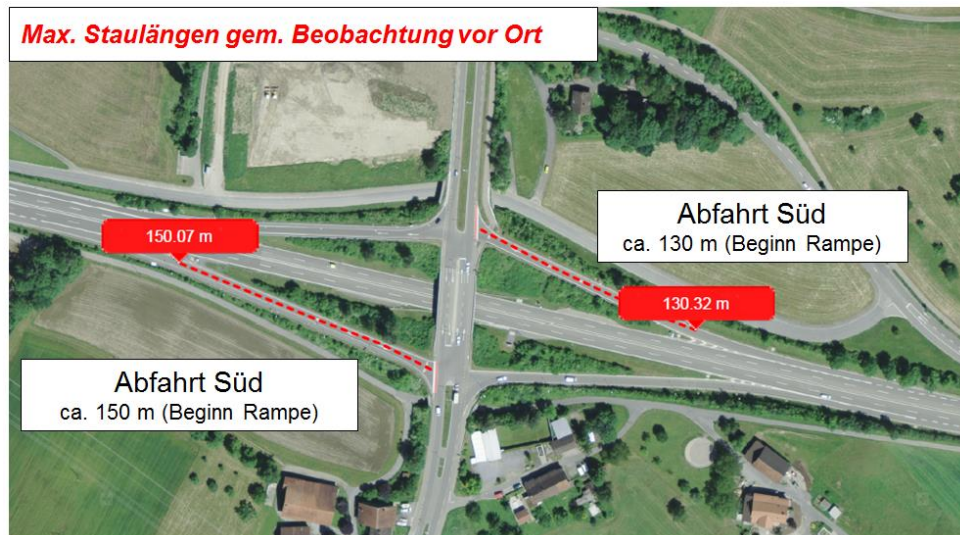 Max. Staulängen gem. Beobachtung vor Ort
150.07 m
Abfahrt Süd
ca. 130 m (Beginn Rampe)
130.32 m
Abfahrt Süd
ca. 150 m (Beginn Rampe)